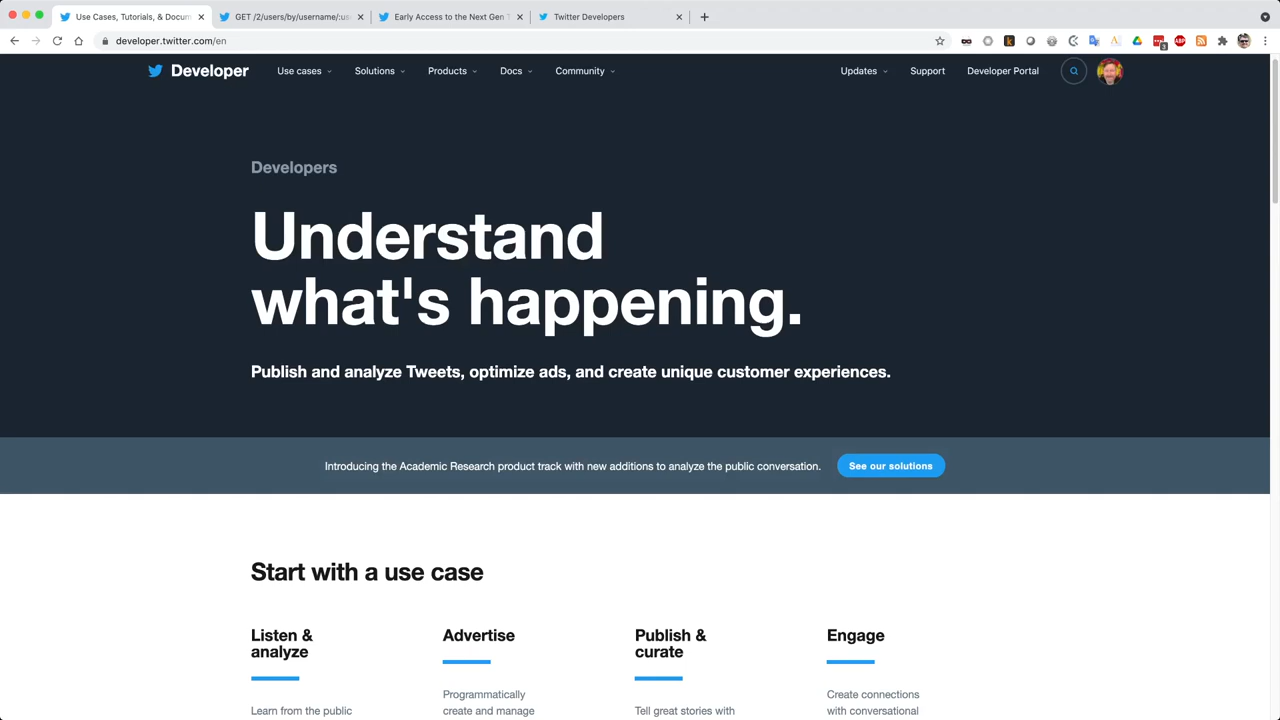 Use Cases, Tutorials, & Docum
GET /2/users/by/username/:us
Early Access to the Next Gen T
Twitter Developers
developer.twitter.com/en
3
ABP
Developer
Use cases
Solutions
Products
Docs
Community
Updates
Support
Developer Portal
Developers
Understand
what's happening.
Publish and analyze Tweets, optimize ads, and create unique customer experiences.
Introducing the Academic Research product track with new additions to analyze the public conversation.
See our solutions
Start with a use case
Listen &
analyze
Learn from the public
Advertise
Programmatically
create and manage
Publish &
curate
Tell great stories with
Engage
Create connections
with conversational